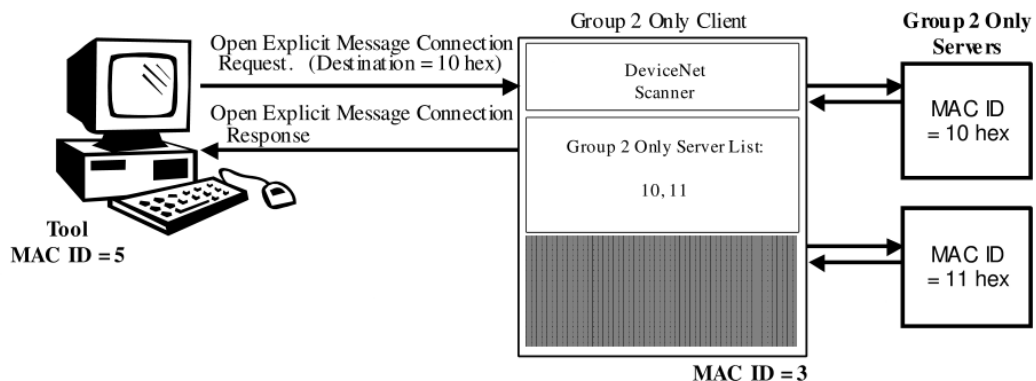 Group 2 Only Client
Group 2 Only
Servers
Open Explicit Message Connection
Request. (Destination = 10 hex)
DeviceNet
Scanner
MAC ID
= 10 hex
Open Explicit Message Connection
Response
Group 2 Only Server List:
10, 11
Tool
MAC ID = 5
MAC ID
= 11 hex
MAC ID = 3